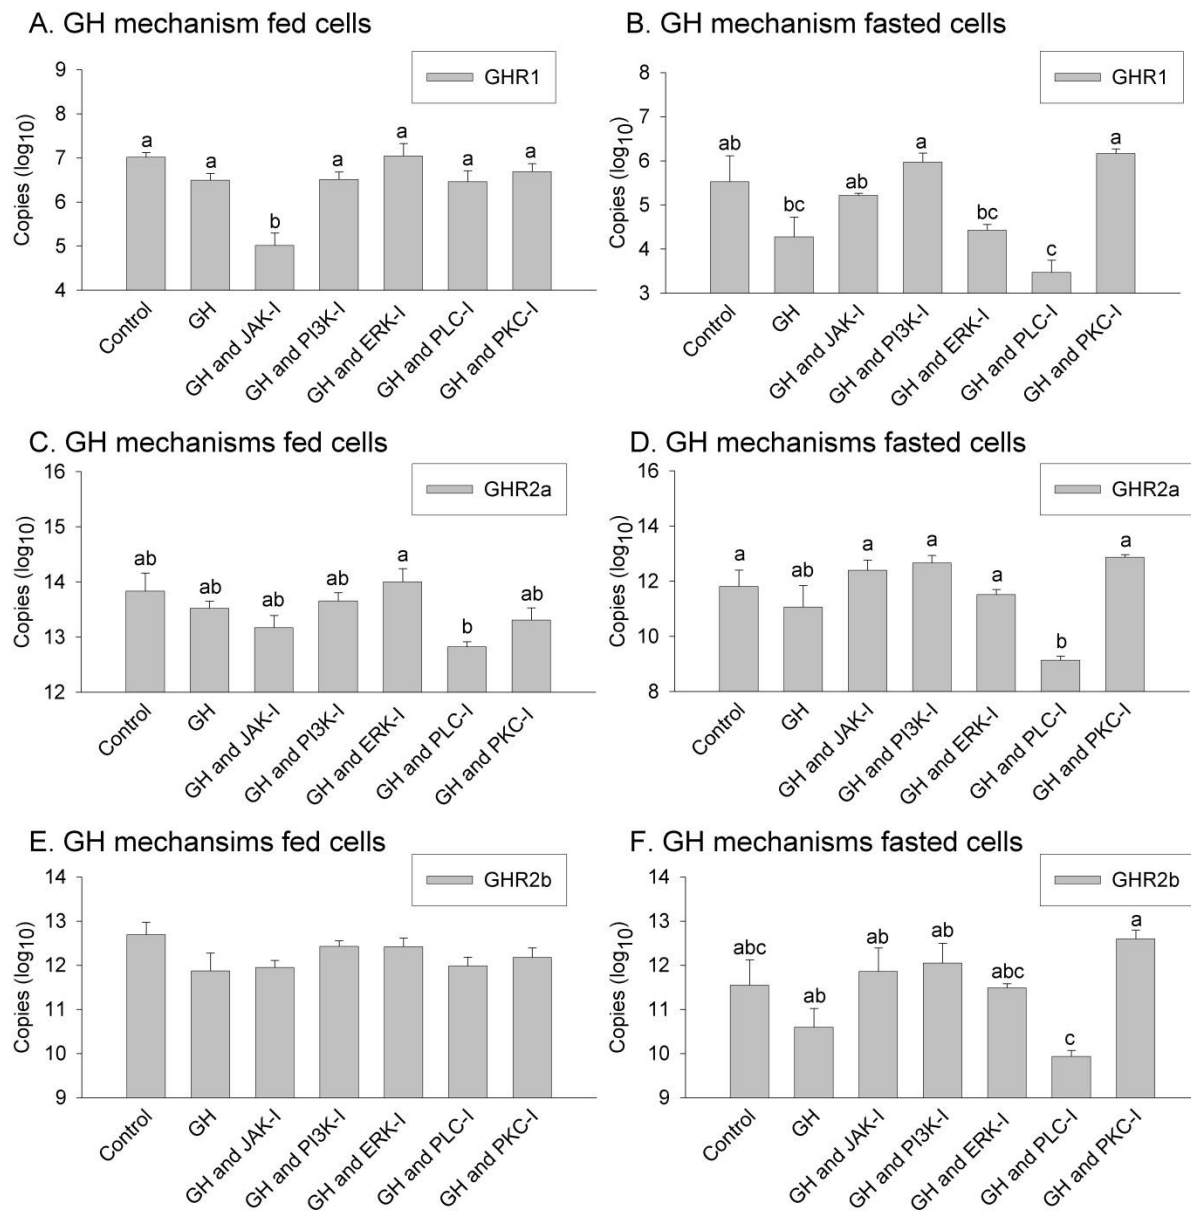 A. GH mechanism fed cells
GHR1
Copies (log10)
9
8
7
6
5
4
a
a
b
a
a
a
a
Control
GH
GH and JAK-I
GH and PI3K-I
GH and ERK-I
GH and PLC-I
GH and PKC-I
B. GH mechanism fasted cells
GHR1
Copies (log10)
8
7
6
5
4
3
ab
bc
ab
a
bc
c
a
Control
GH
GH and JAK-I
GH and PI3K-I
GH and ERK-I
GH and PLC-I
GH and PKC-I
C. GH mechanisms fed cells
GHR2a
Copies (log10)
16
15
14
13
12
ab
ab
ab
ab
a
b
ab
Control
GH
GH and JAK-I
GH and PI3K-I
GH and ERK-I
GH and PLC-I
GH and PKC-I
D. GH mechanisms fasted cells
GHR2a
Copies (log10)
16
14
12
10
8
a
ab
a
a
a
b
a
Control
GH
GH and JAK-I
GH and PI3K-I
GH and ERK-I
GH and PLC-I
GH and PKC-I
E. GH mechansims fed cells
GHR2b
Copies (log10)
14
13
12
11
10
9
Control
GH
GH and JAK-I
GH and PI3K-I
GH and ERK-I
GH and PLC-I
GH and PKC-I
F. GH mechanisms fasted cells
GHR2b
Copies (log10)
14
13
12
11
10
9
abc
ab
ab
ab
abc
c
a
Control
GH
GH and JAK-I
GH and PI3K-I
GH and ERK-I
GH and PLC-I
GH and PKC-I